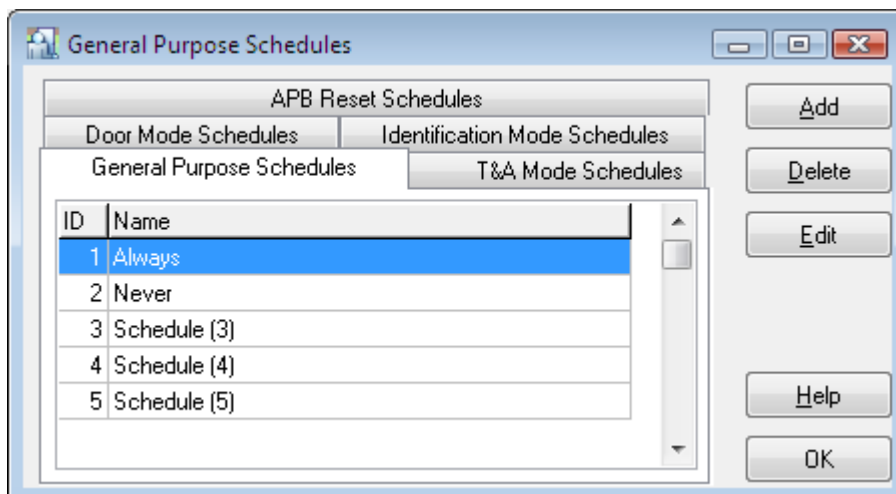 General Purpose Schedules
APB Reset Schedules
Door Mode Schedules
Identification Mode Schedules
General Purpose Schedules
T&A Mode Schedules
ID Name
1 Always
2 Never
3 Schedule (3)
4 Schedule (4)
5 Schedule (5)
Add
Delete
Edit
Help
OK